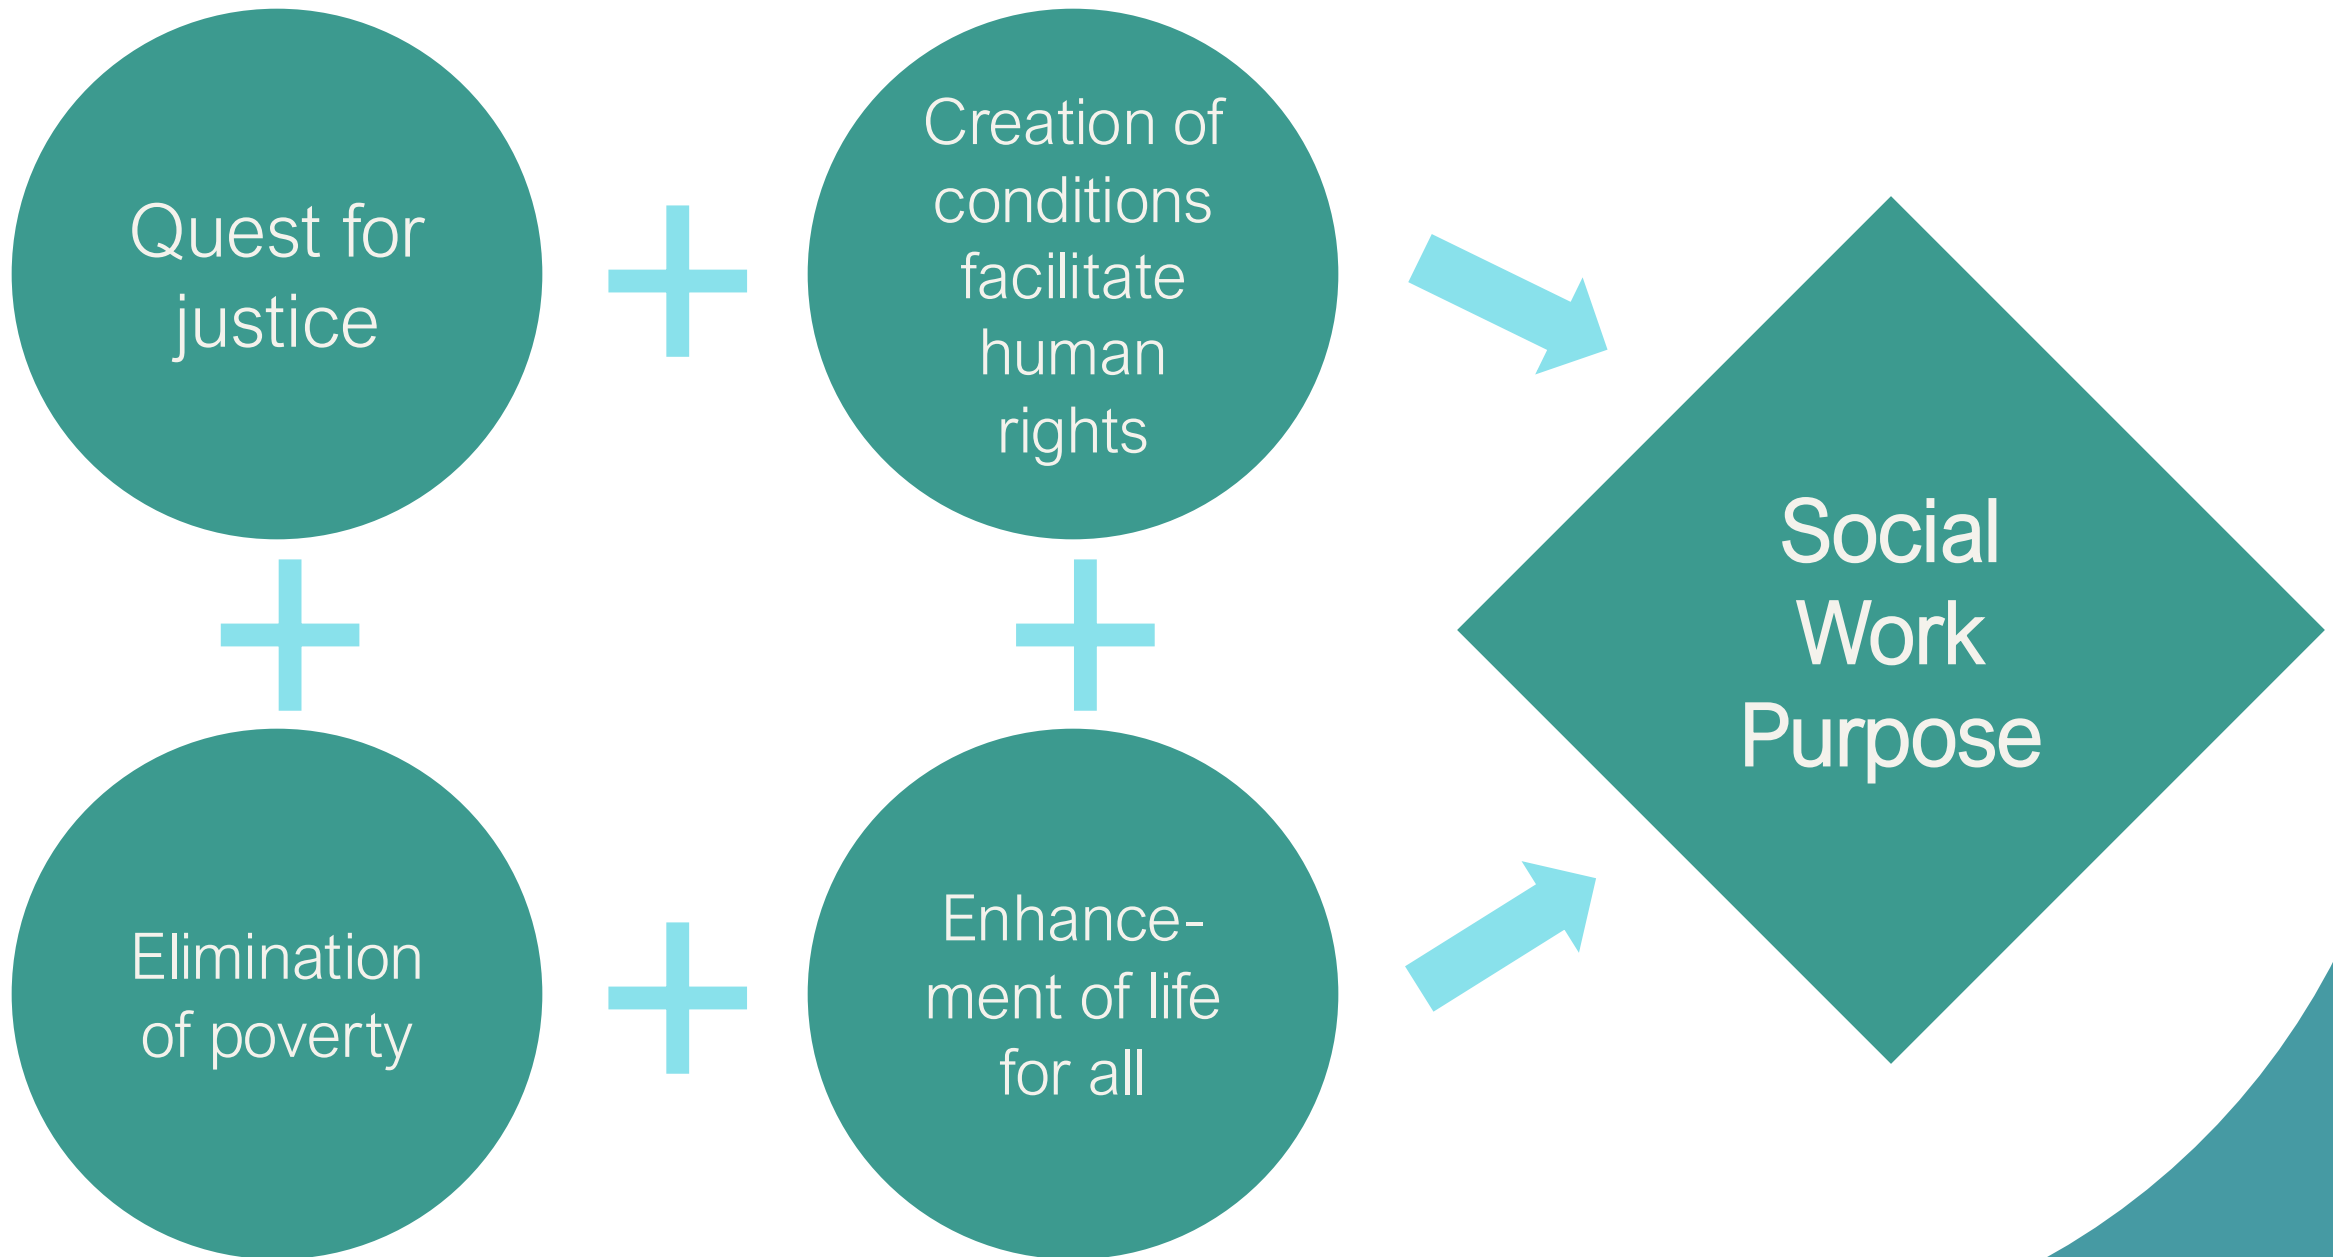 Quest for
justice
Creation of
conditions
facilitate
human
rights
Elimination
of poverty
Enhance-
ment of life
for all
Social
Work
Purpose